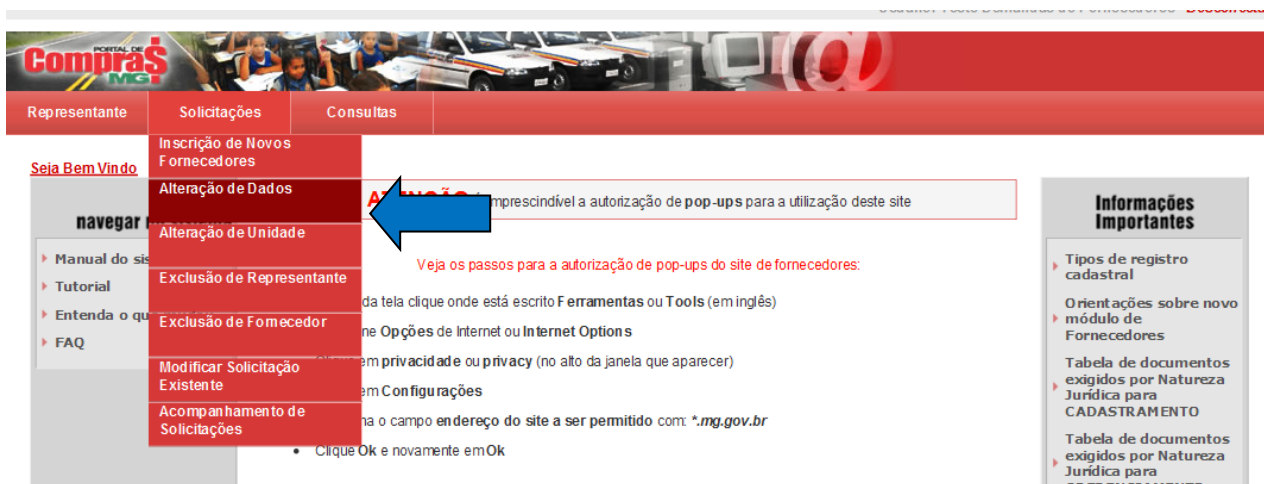 PORTAL DE
Compra$
MG
Representante Solicitações Consultas
Inscrição de Novos
Fornecedores
Alteração de Dados
Alteração de Unidade
Exclusão de Representante
Exclusão de Fornecedor
Modificar Solicitação
Existente
Acompanhamento de
Solicitações
Seja Bem Vindo
navegar
Manual do
Tutorial
Entenda o
FAQ
imprescindível a autorização de pop-ups para a utilização deste site
Veja os passos para a autorização de pop-ups do site de fornecedores:
da tela clique onde está escrito Ferramentas ou Tools (em inglês)
Opções de Internet ou Internet Options
em privacidade ou privacy (no alto da janela que aparecer)
em Configurações
o campo endereço do site a ser permitido com: *.mg.gov.br
Clique Ok e novamente em Ok
Informações
Importantes
Tipos de registro
cadastral
Orientações sobre novo
módulo de
Fornecedores
Tabela de documentos
exigidos por Natureza
Jurídica para
CADASTRAMENTO
Tabela de documentos
exigidos por Natureza
Jurídica para